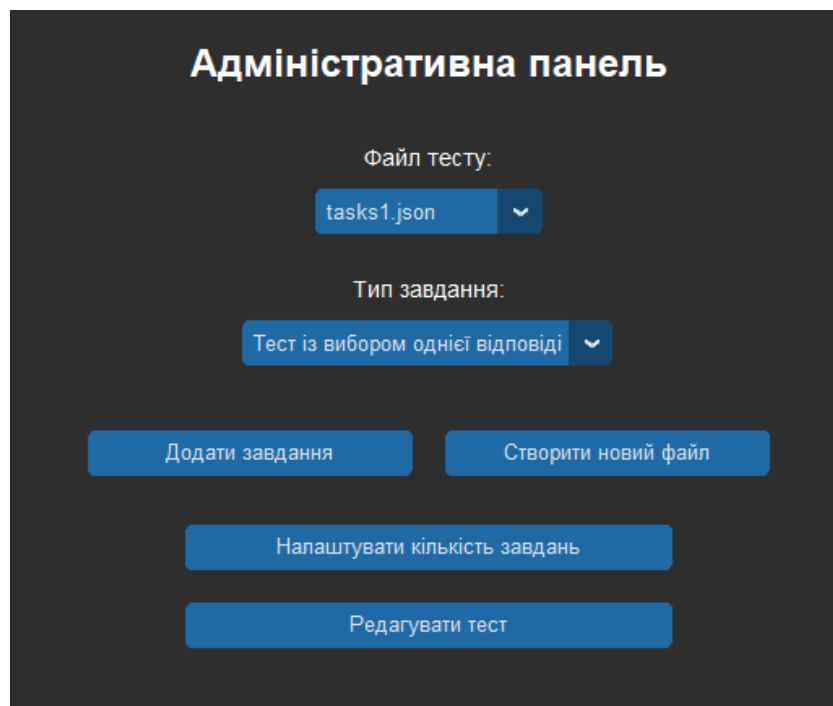 Адміністративна панель
Файл тесту:
tasks1.json
Тип завдання:
Тест із вибором однієї відповіді
Додати завдання
Створити новий файл
Налаштувати кількість завдань
Редагувати тест